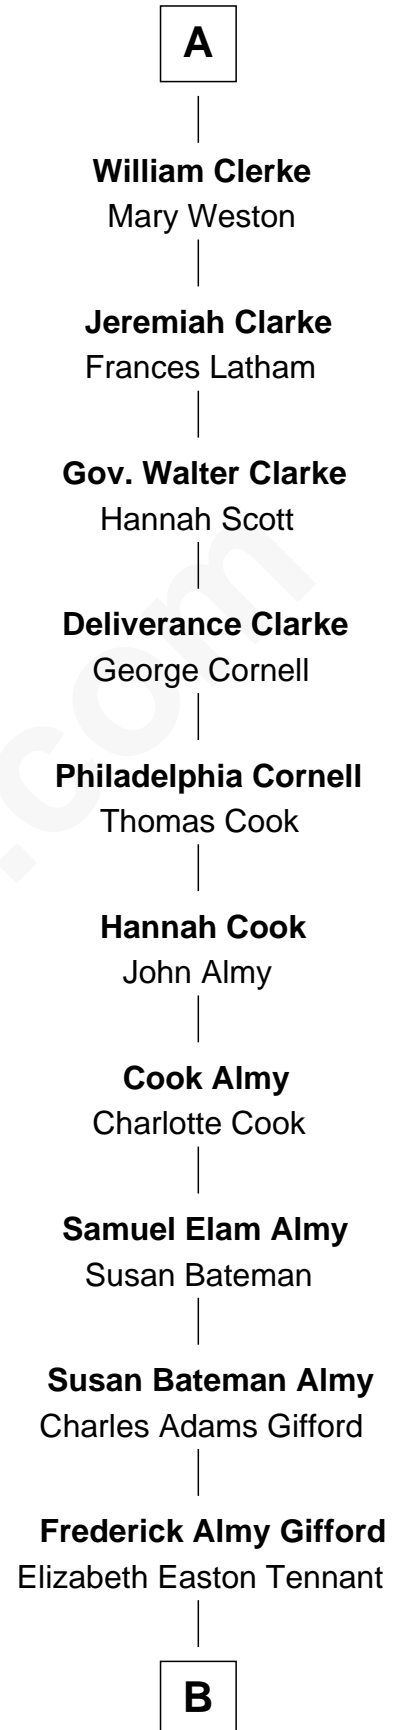 A
William Clerke
Mary Weston
Jeremiah Clarke
Frances Latham
Gov. Walter Clarke
Hannah Scott
Deliverance Clarke
George Cornell
Philadelphia Cornell
Thomas Cook
Hannah Cook
John Almy
Cook Almy
Charlotte Cook
Samuel Elam Almy
Susan Bateman
Susan Bateman Almy
Charles Adams Gifford
Frederick Almy Gifford
Elizabeth Easton Tennant
B
.com